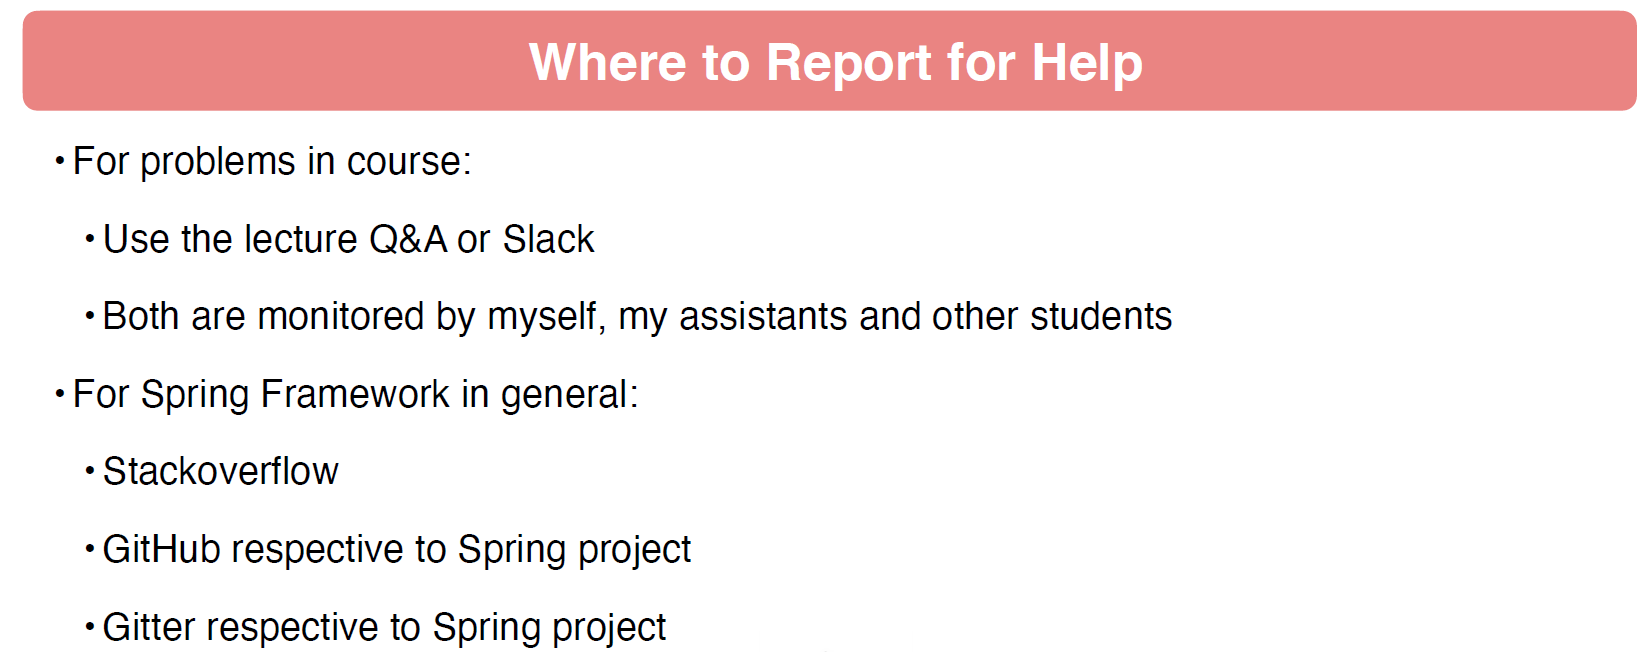 Where to Report for Help
• For problems in course:
• Use the lecture Q&A or Slack
• Both are monitored by myself, my assistants and other students
• For Spring Framework in general:
• Stackoverflow
• GitHub respective to Spring project
• Gitter respective to Spring project